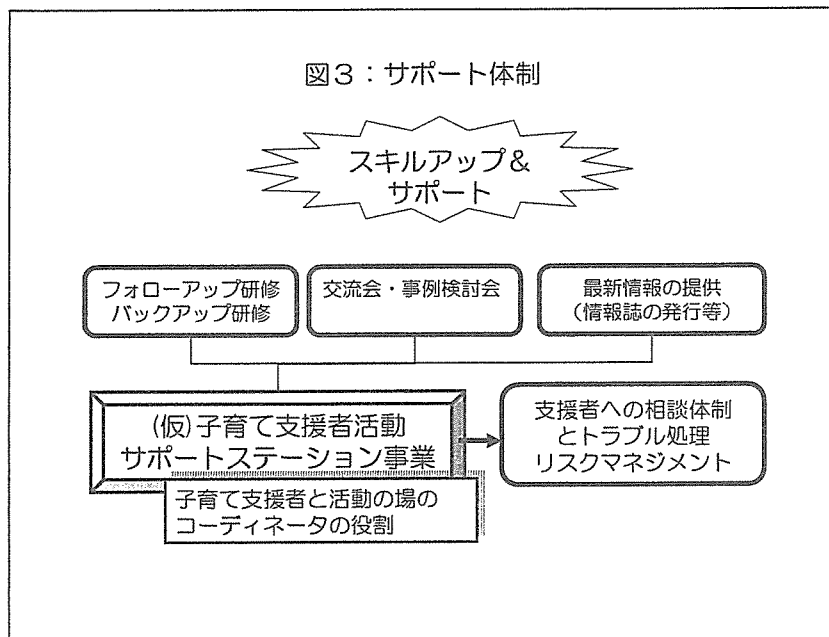 図3：サポート体制
スキルアップ＆
サポート
フォローアップ研修
バックアップ研修
交流会・事例検討会
最新情報の提供
（情報誌の発行等）
(仮)子育て支援者活動
サポートステーション事業
子育て支援者と活動の場の
コーディネータの役割
支援者への相談体制
とトラブル処理
リスクマネジメント